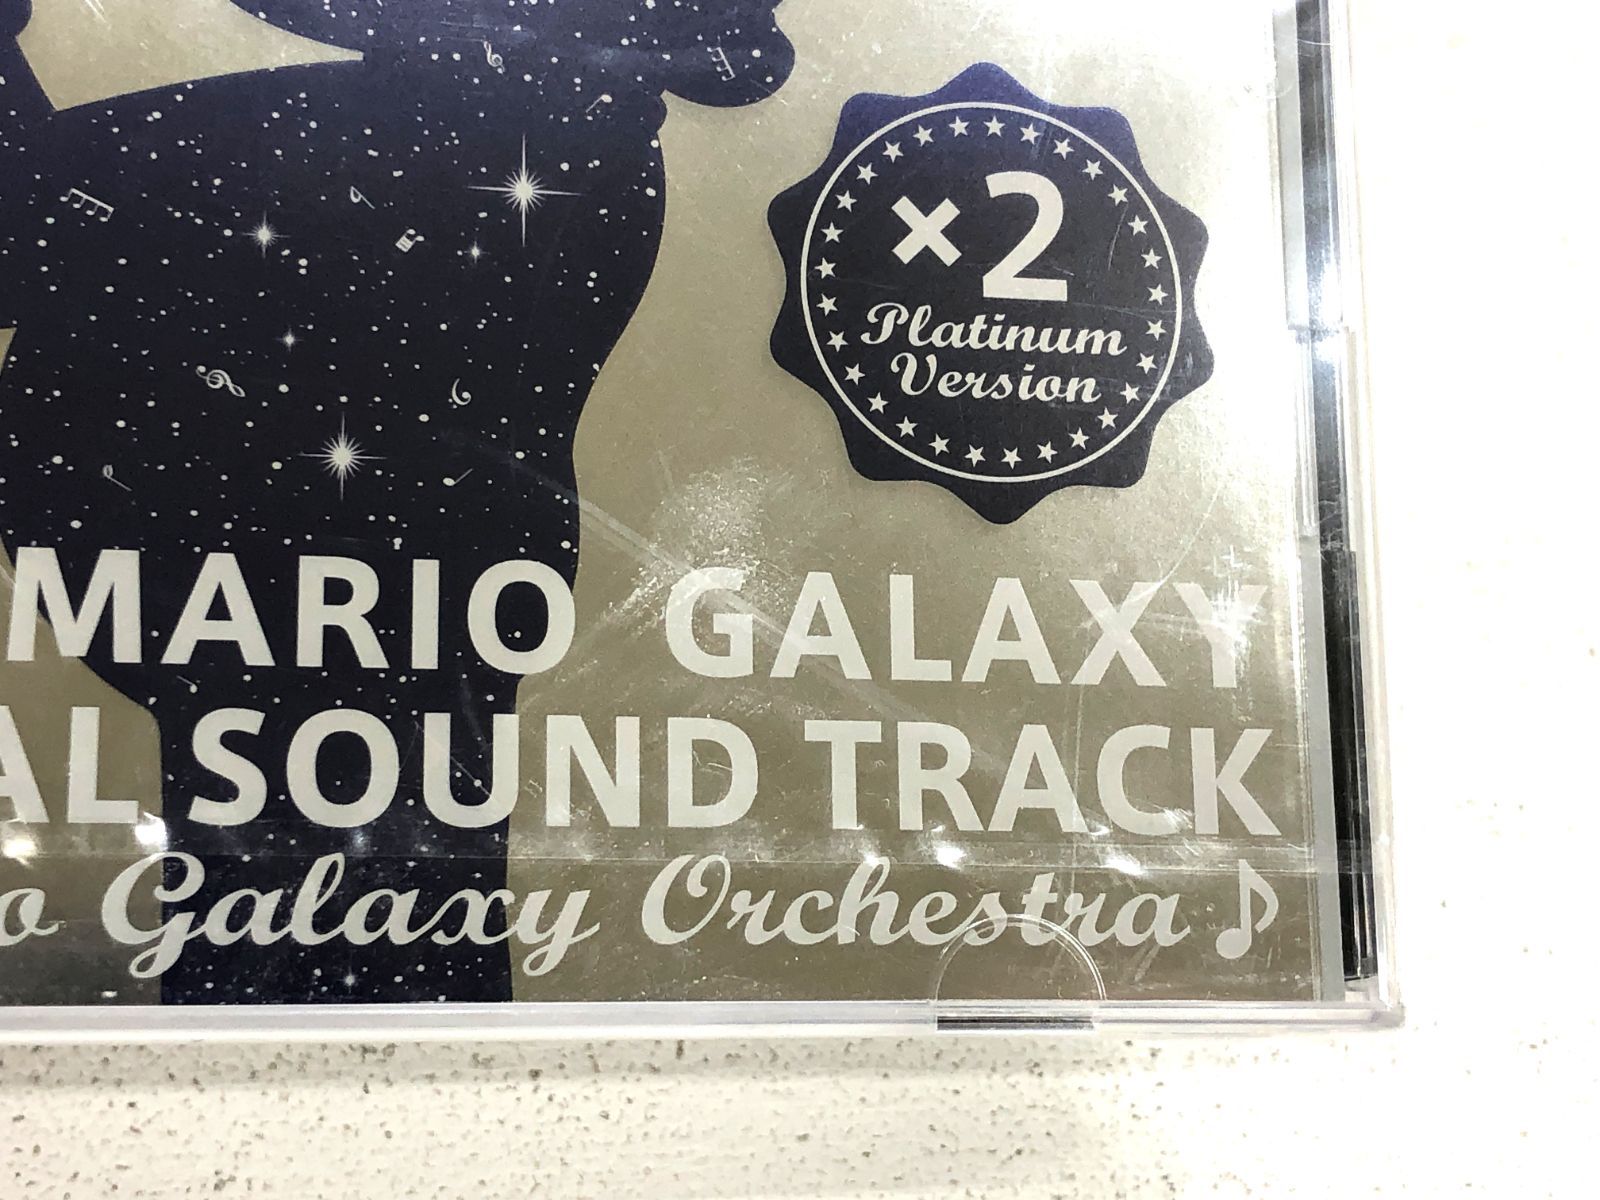 ×2
Platinum
Version
MARIO GALAXY
AL SOUND TRACK
o Galaxy Orchestra